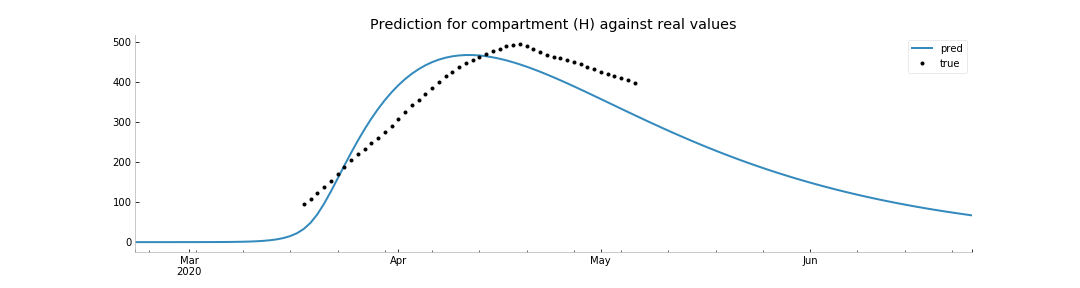 Prediction for compartment (H) against real values
500
400
300
200
100
0
pred
true
Mar
2020
Apr
May
Jun